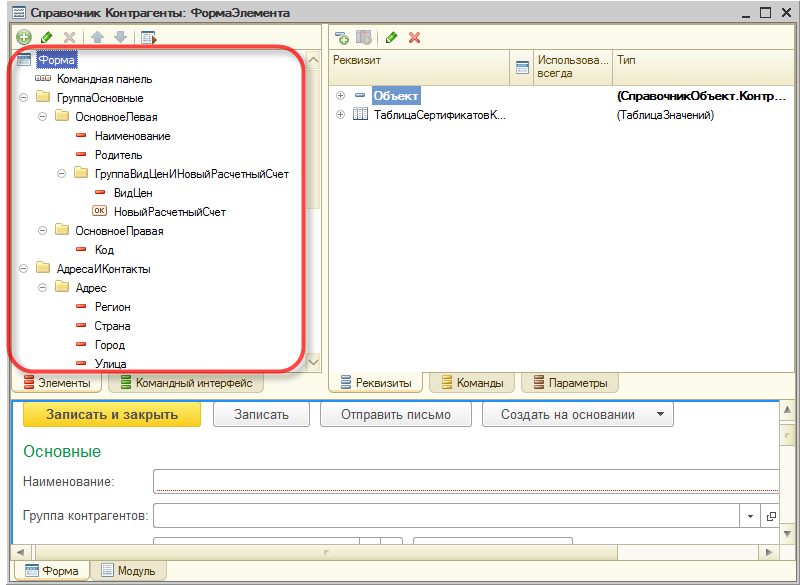 Справочник Контрагенты: ФормаЭлемента
Форма
Командная панель
ГруппаОсновные
ОсновноеЛевая
Наименование
Родитель
ГруппаВидЦенИНовыйРасчетныйСчет
ВидЦен
OK НовыйРасчетныйСчет
ОсновноеПравая
Код
АдресаИКонтакты
Адрес
Регион
Страна
Город
Улица
Элементы Командный интерфейс
Реквизит Использова... Тип
всегда
Объект (СправочникОбъект.Контр...
ТаблицаСертификатовК... (ТаблицаЗначений)
Реквизиты Команды Параметры
Записать и закрыть Записать Отправить письмо Создать на основании
Основные
Наименование:
Группа контрагентов:
Форма Модуль